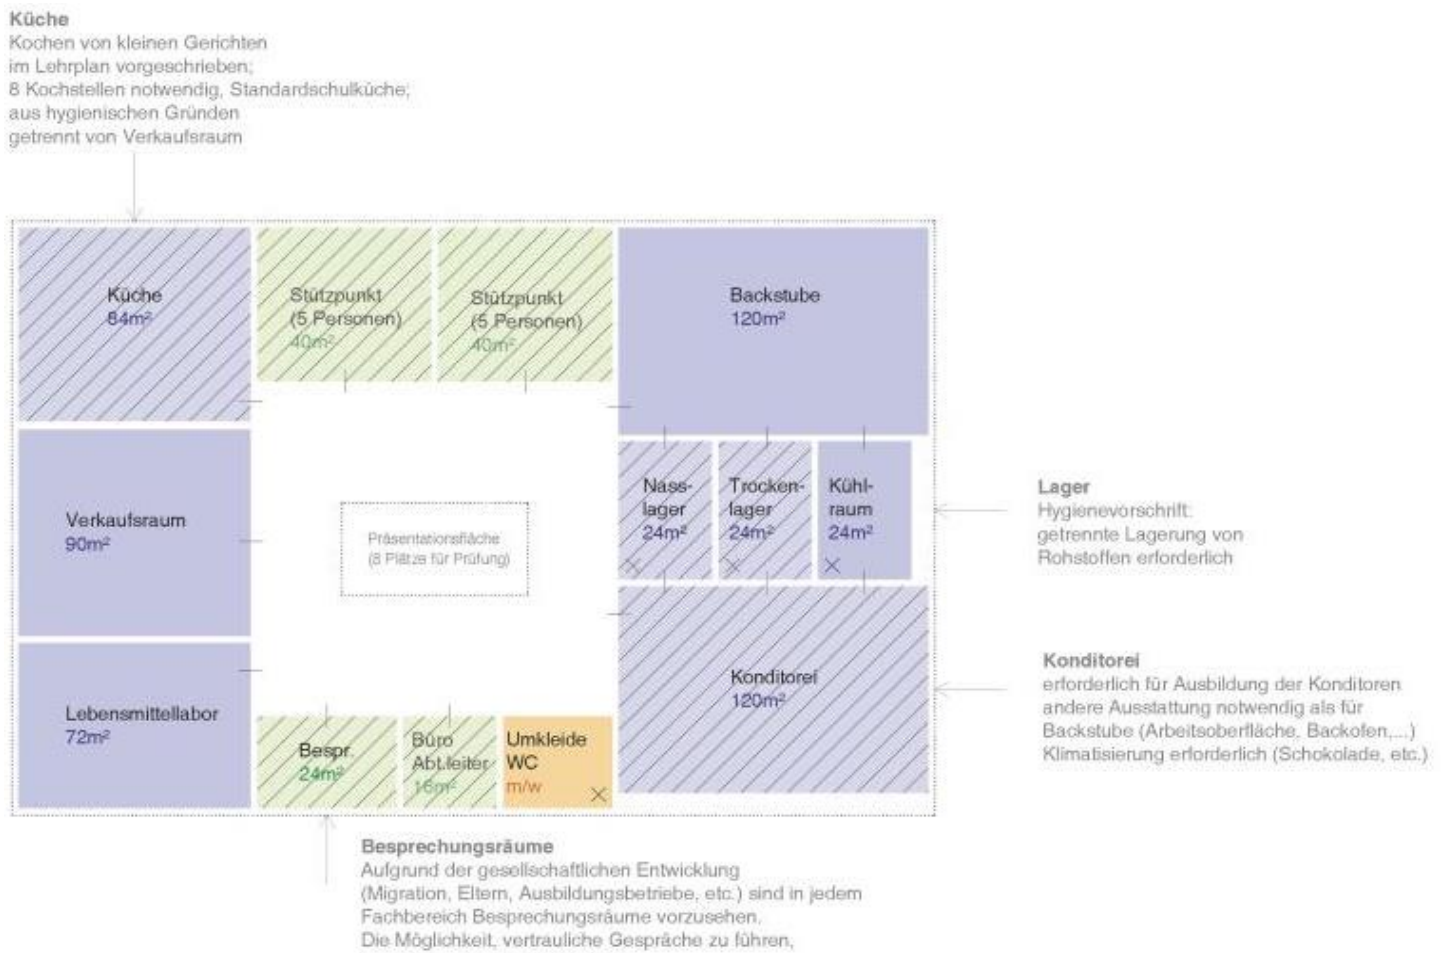 Küche
Kochen von kleinen Gerichten
im Lehrplan vorgeschrieben;
8 Kochstellen notwendig, Standardschulküche;
aus hygienischen Gründen
getrennt von Verkaufsraum
Küche
84m²
Stützpunkt
(5 Personen)
40m²
Stützpunkt
(5 Personen)
40m²
Backstube
120m²
Verkaufsraum
90m²
Präsentationsfläche
(8 Plätze für Prüfung)
Nass-
lager
24m²
Trocken-
lager
24m²
Kühl-
raum
24m²
Lager
Hygienevorschrift:
getrennte Lagerung von
Rohstoffen erforderlich
Lebensmittellabor
72m²
Bespr.
24m²
Büro
Abt.leiter
16m²
Umkleide
WC
m/w
Konditorei
120m²
Konditorei
erforderlich für Ausbildung der Konditoren
andere Ausstattung notwendig als für
Backstube (Arbeitsoberfläche, Backofen,...)
Klimatisierung erforderlich (Schokolade, etc.)
Besprechungsräume
Aufgrund der gesellschaftlichen Entwicklung
(Migration, Eltern, Ausbildungsbetriebe, etc.) sind in jedem
Fachbereich Besprechungsräume vorzusehen.
Die Möglichkeit, vertrauliche Gespräche zu führen,